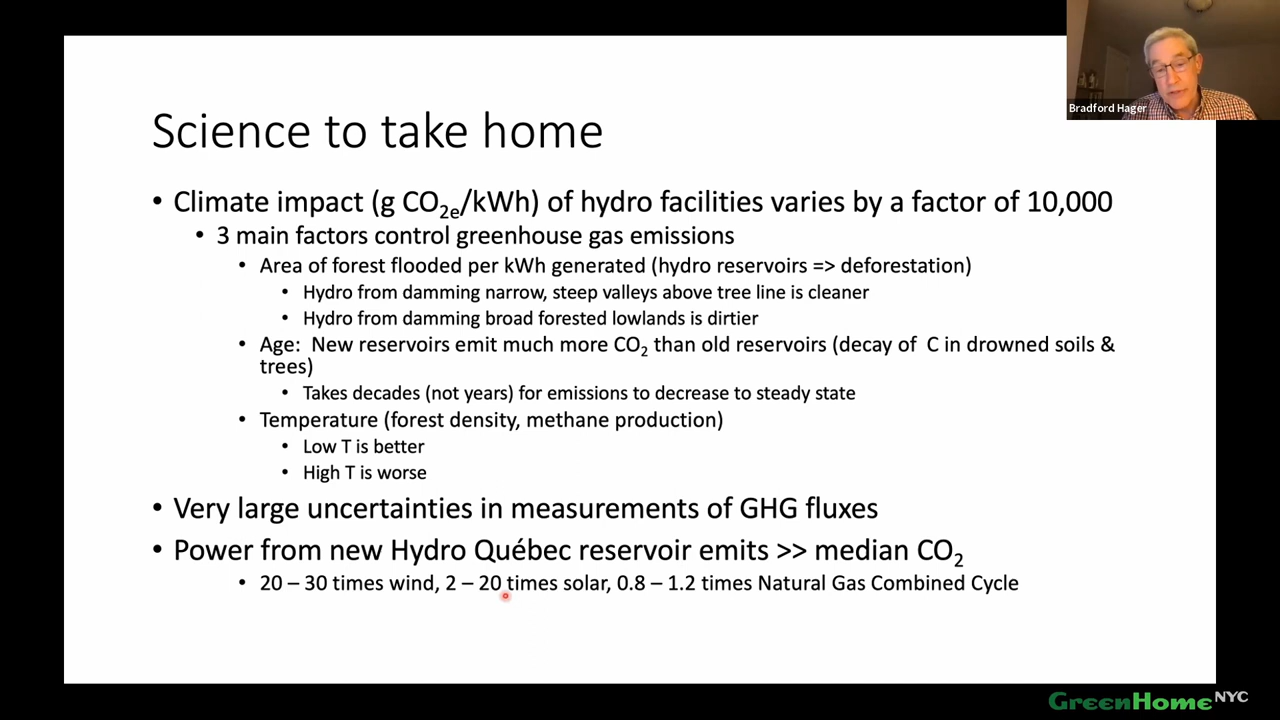 Bradford Hager
Science to take home
• Climate impact (g CO2e/kWh) of hydro facilities varies by a factor of 10,000
• 3 main factors control greenhouse gas emissions
• Area of forest flooded per kWh generated (hydro reservoirs => deforestation)
• Hydro from damming narrow, steep valleys above tree line is cleaner
• Hydro from damming broad forested lowlands is dirtier
• Age: New reservoirs emit much more CO2 than old reservoirs (decay of C in drowned soils &
trees)
• Takes decades (not years) for emissions to decrease to steady state
• Temperature (forest density, methane production)
• Low T is better
• High T is worse
• Very large uncertainties in measurements of GHG fluxes
• Power from new Hydro Québec reservoir emits >> median CO2
• 20 – 30 times wind, 2 – 20 times solar, 0.8 – 1.2 times Natural Gas Combined Cycle
GreenHomeNYC